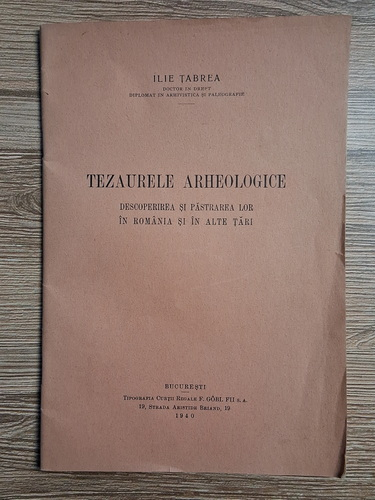 ILIE ȚABREA
DOCTOR ÎN DREPT
DIPLOMAT ÎN ARHIVISTICĂ ȘI PALEOGRAFIE
TEZAURELE ARHEOLOGICE
DESCOPERIREA ȘI PĂSTRAREA LOR
ÎN ROMÂNIA ȘI ÎN ALTE ȚĂRI
BUCUREȘTI
TIPOGRAFIA CURȚII REGALE F. GÖBL FII S. A.
19, STRADA ARISTIDE BRIAND, 19
1940